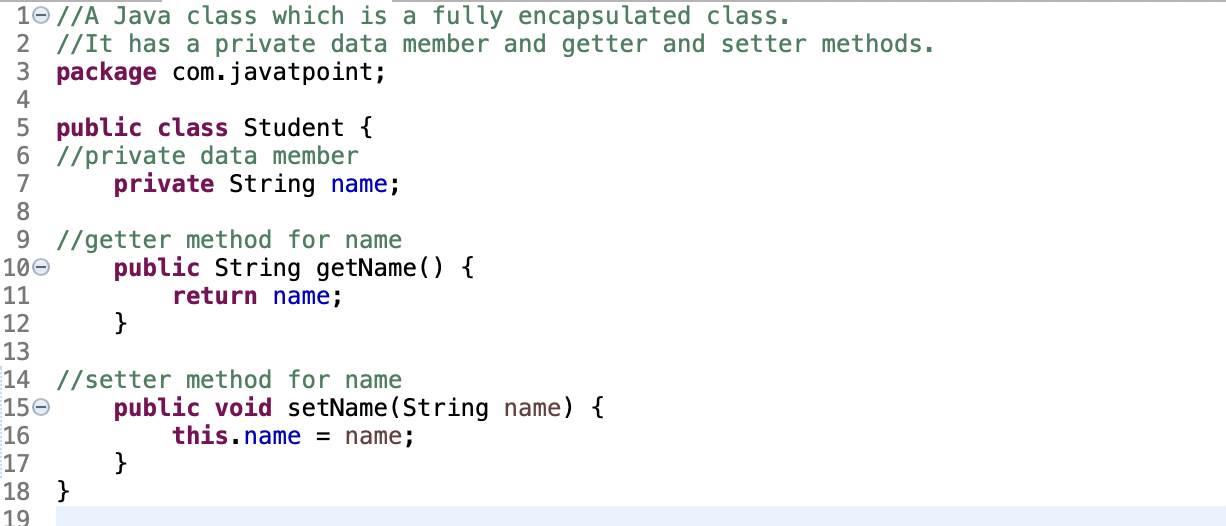 1 //A Java class which is a fully encapsulated class.
2 //It has a private data member and getter and setter methods.
3 package com.javatpoint;
4
5 public class Student {
6 //private data member
7     private String name;
8
9 //getter method for name
10     public String getName() {
11         return name;
12     }
13
14 //setter method for name
15     public void setName(String name) {
16         this.name = name;
17     }
18 }
19